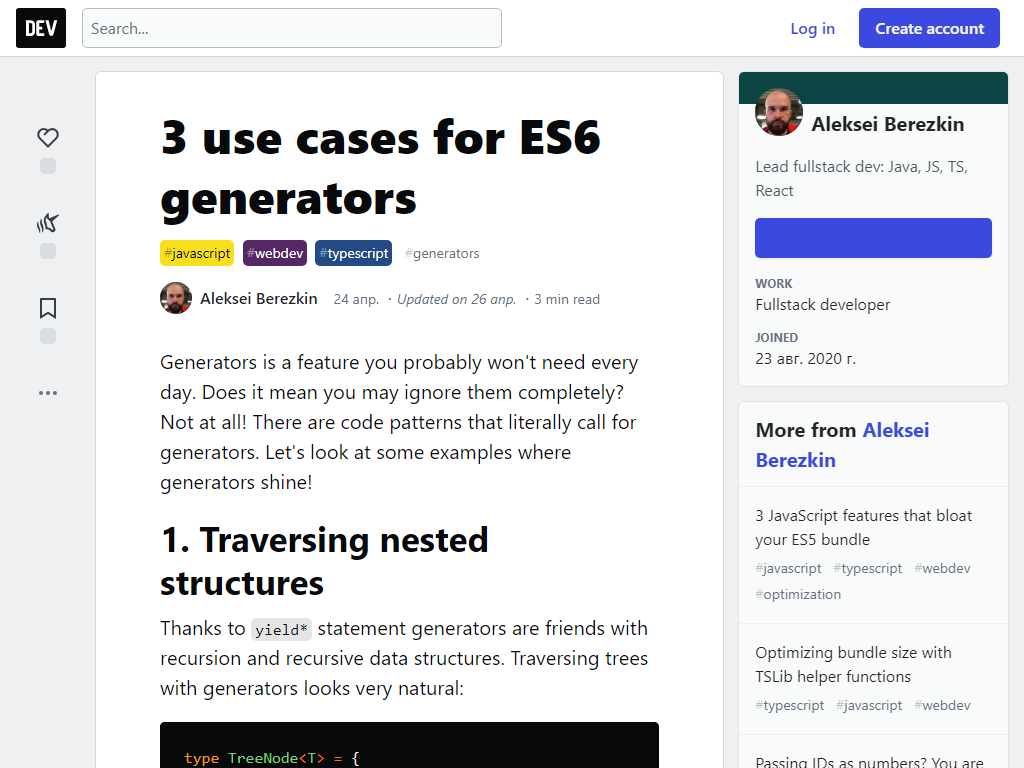 DEV
Search...
Log in
Create account
3 use cases for ES6
generators
#javascript #webdev #typescript #generators
Aleksei Berezkin 24 апр. · Updated on 26 апр. · 3 min read
Generators is a feature you probably won't need every
day. Does it mean you may ignore them completely?
Not at all! There are code patterns that literally call for
generators. Let's look at some examples where
generators shine!
1. Traversing nested
structures
Thanks to yield* statement generators are friends with
recursion and recursive data structures. Traversing trees
with generators looks very natural:
type TreeNode<T> = {
Aleksei Berezkin
Lead fullstack dev: Java, JS, TS,
React
WORK
Fullstack developer
JOINED
23 авг. 2020 г.
More from Aleksei
Berezkin
3 JavaScript features that bloat
your ES5 bundle
#javascript #typescript #webdev
#optimization
Optimizing bundle size with
TSLib helper functions
#typescript #javascript #webdev
Passing IDs as numbers? You are